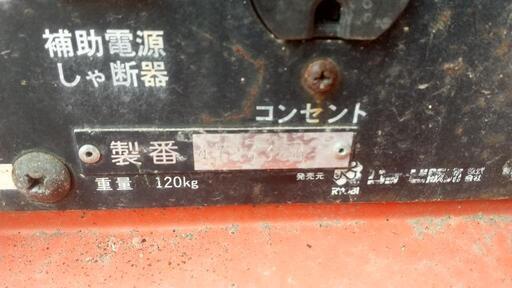 補助電源
しゃ断器
コンセント
製番
重量 120kg
発売元 RYOBI